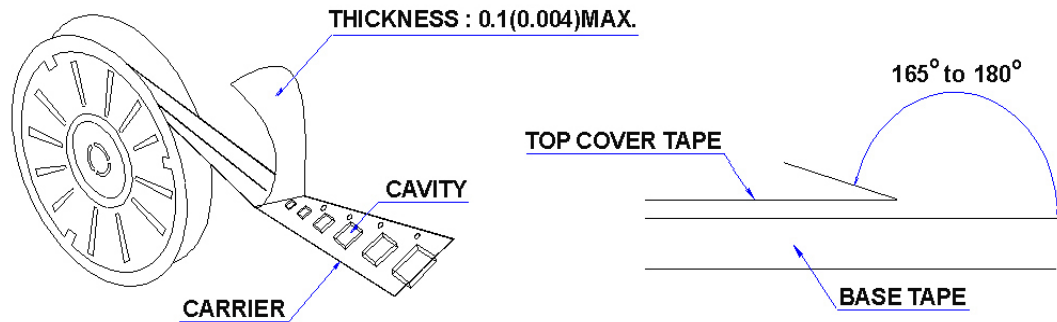 THICKNESS : 0.1(0.004)MAX.
CAVITY
CARRIER
165° to 180°
TOP COVER TAPE
BASE TAPE